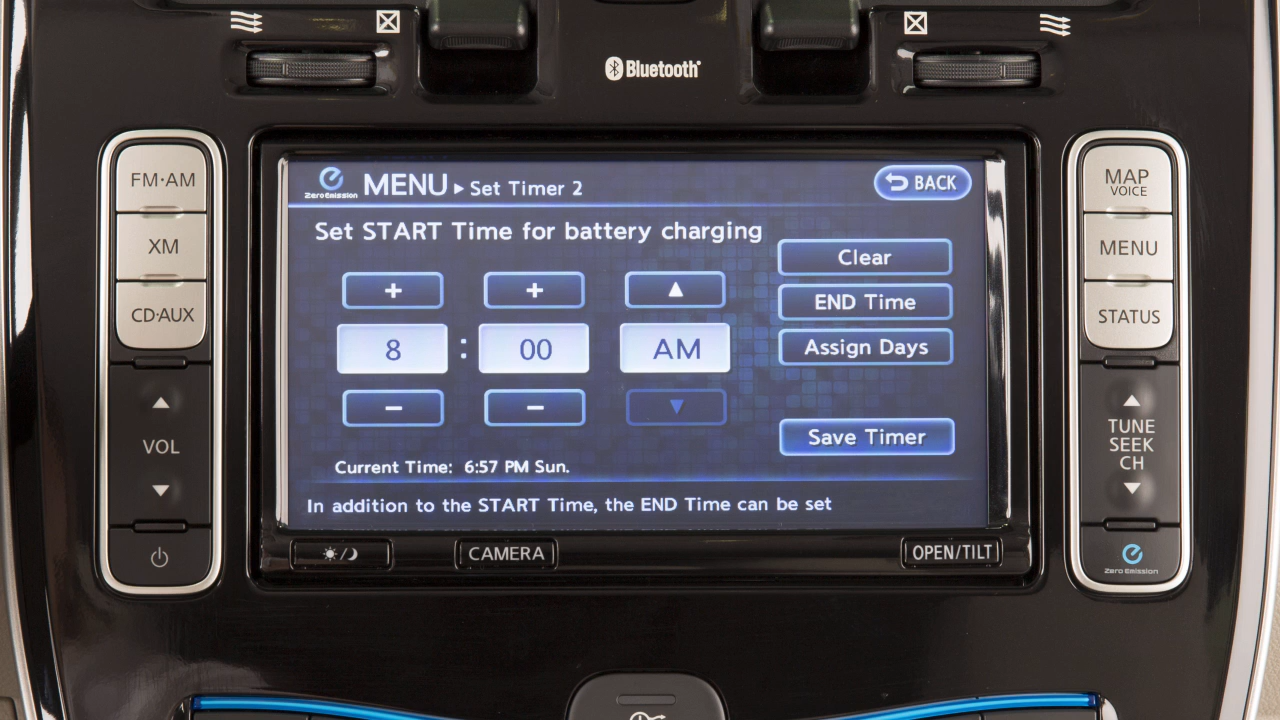 Bluetooth
FM·AM
XM
CD·AUX
VOL
Zero Emission
MENU ▸ Set Timer 2
BACK
Set START Time for battery charging
+ + ▲
8 : 00 AM
− − ▼
Clear
END Time
Assign Days
Save Timer
Current Time: 6:57 PM Sun.
In addition to the START Time, the END Time can be set
CAMERA
OPEN/TILT
MAP
VOICE
MENU
STATUS
TUNE
SEEK
CH
Zero Emission